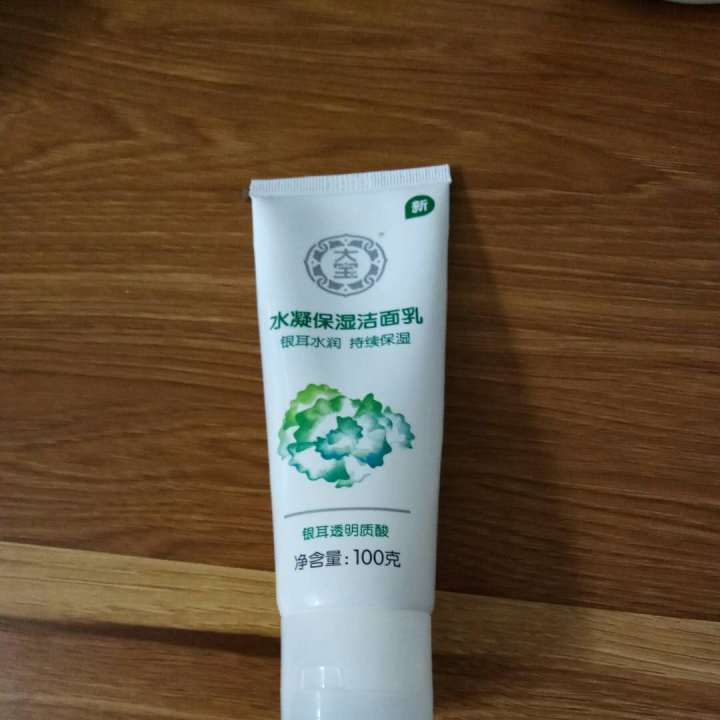 新
大宝
水凝保湿洁面乳
银耳水润 持续保湿
银耳透明质酸
净含量:100克